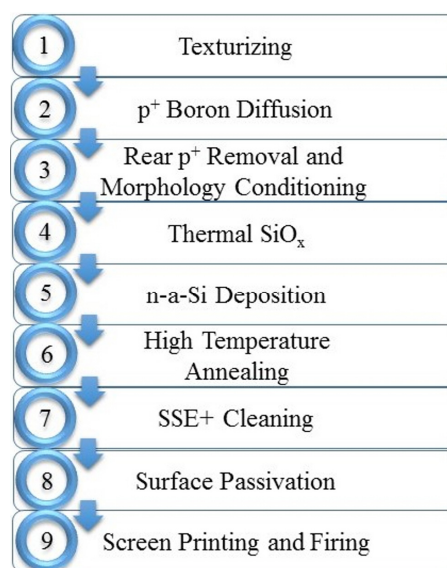 1 Texturizing
2 p⁺ Boron Diffusion
3 Rear p⁺ Removal and
Morphology Conditioning
4 Thermal SiOₓ
5 n-a-Si Deposition
6 High Temperature
Annealing
7 SSE+ Cleaning
8 Surface Passivation
9 Screen Printing and Firing